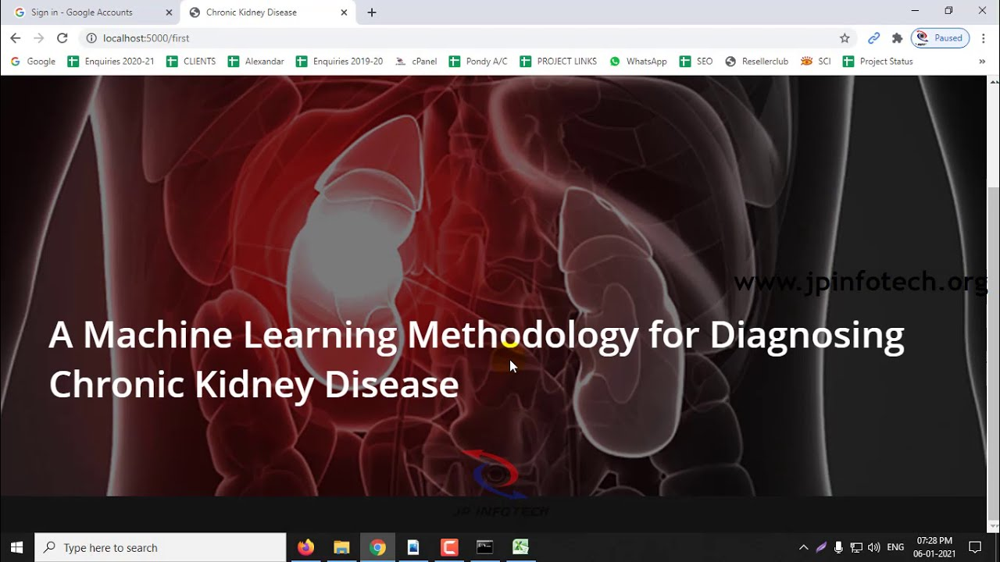 Sign in - Google Accounts
Chronic Kidney Disease
localhost:5000/first
Paused
Google
Enquiries 2020-21
CLIENTS
Alexandar
Enquiries 2019-20
cPanel
Pondy A/C
PROJECT LINKS
WhatsApp
SEO
Resellerclub
SCI
Project Status
»
www.jpinfotech.org
A Machine Learning Methodology for Diagnosing
Chronic Kidney Disease
JP INFOTECH
Type here to search
ENG
07:28 PM
06-01-2021